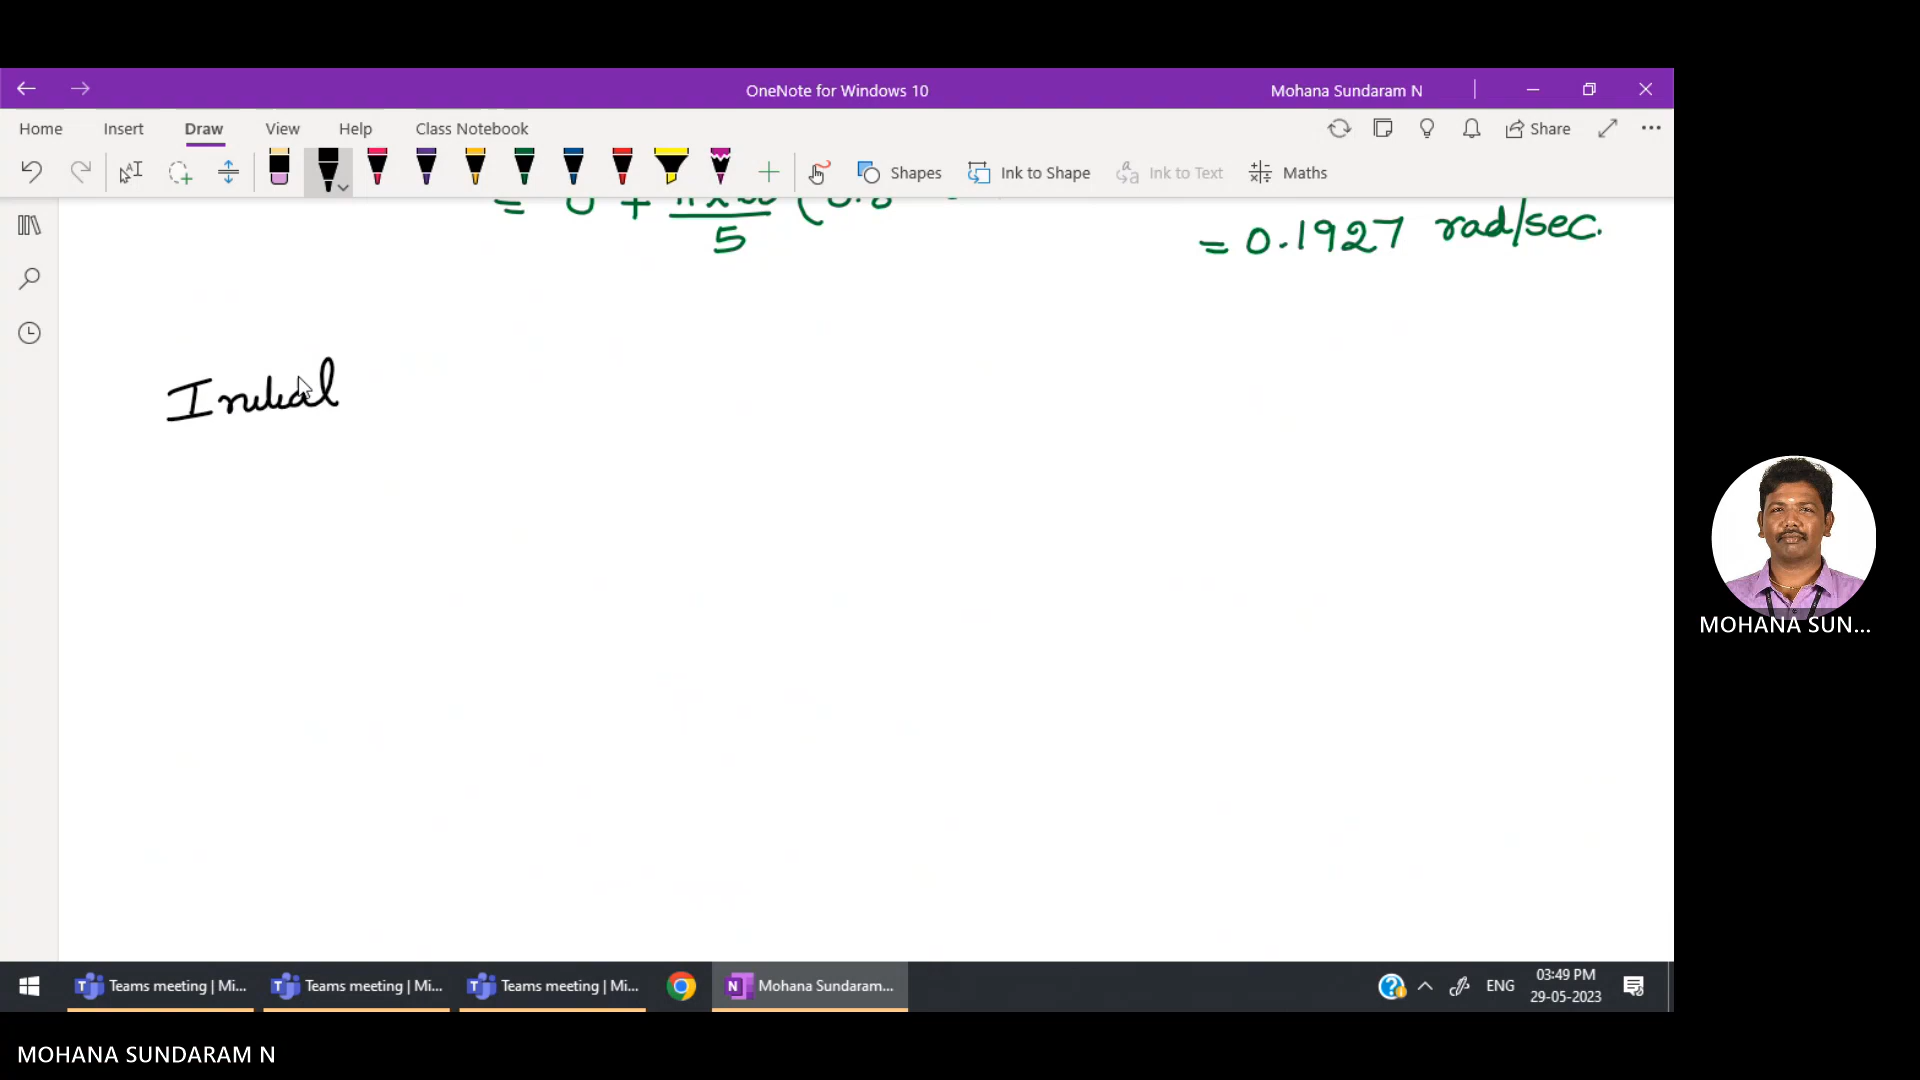 OneNote for Windows 10
Mohana Sundaram N
Home Insert Draw View Help Class Notebook
Share
Shapes Ink to Shape Ink to Text Maths
= 0 +
5
= 0.1927 rad/sec.
Initial
MOHANA SUN...
Teams meeting | Mi...
Teams meeting | Mi...
Teams meeting | Mi...
Mohana Sundaram...
ENG
03:49 PM
29-05-2023
MOHANA SUNDARAM N